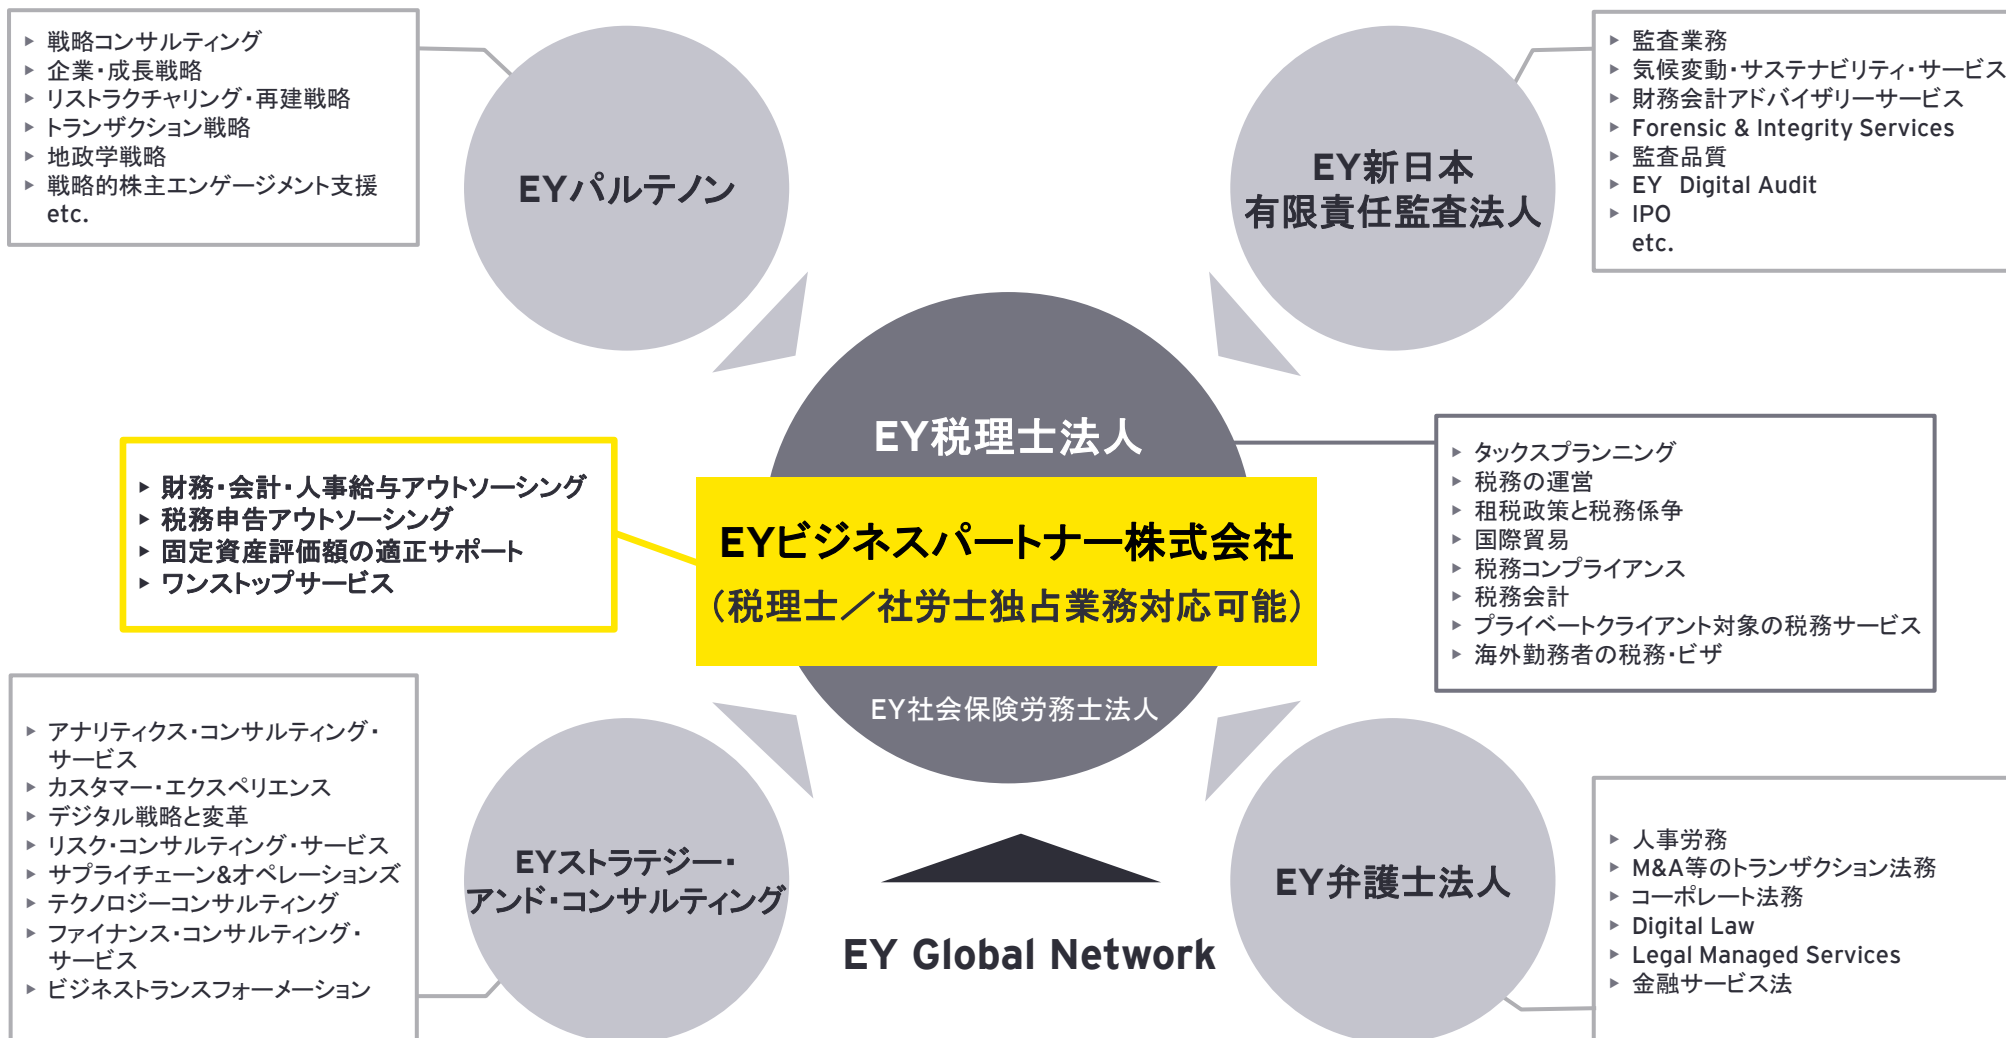 ▶ 戦略コンサルティング
▶ 企業・成長戦略
▶ リストラクチャリング・再建戦略
▶ トランザクション戦略
▶ 地政学戦略
▶ 戦略的株主エンゲージメント支援
etc.
EYパルテノン
EY新日本
有限責任監査法人
▶ 監査業務
▶ 気候変動・サステナビリティ・サービス
▶ 財務会計アドバイザリーサービス
▶ Forensic & Integrity Services
▶ 監査品質
▶ EY Digital Audit
▶ IPO
etc.
▶ 財務・会計・人事給与アウトソーシング
▶ 税務申告アウトソーシング
▶ 固定資産評価額の適正サポート
▶ ワンストップサービス
EY税理士法人
EYビジネスパートナー株式会社
（税理士／社労士独占業務対応可能）
EY社会保険労務士法人
▶ タックスプランニング
▶ 税務の運営
▶ 租税政策と税務係争
▶ 国際貿易
▶ 税務コンプライアンス
▶ 税務会計
▶ プライベートクライアント対象の税務サービス
▶ 海外勤務者の税務・ビザ
▶ アナリティクス・コンサルティング・
サービス
▶ カスタマー・エクスペリエンス
▶ デジタル戦略と変革
▶ リスク・コンサルティング・サービス
▶ サプライチェーン&オペレーションズ
▶ テクノロジーコンサルティング
▶ ファイナンス・コンサルティング・
サービス
▶ ビジネストランスフォーメーション
EYストラテジー・
アンド・コンサルティング
EY Global Network
EY弁護士法人
▶ 人事労務
▶ M&A等のトランザクション法務
▶ コーポレート法務
▶ Digital Law
▶ Legal Managed Services
▶ 金融サービス法